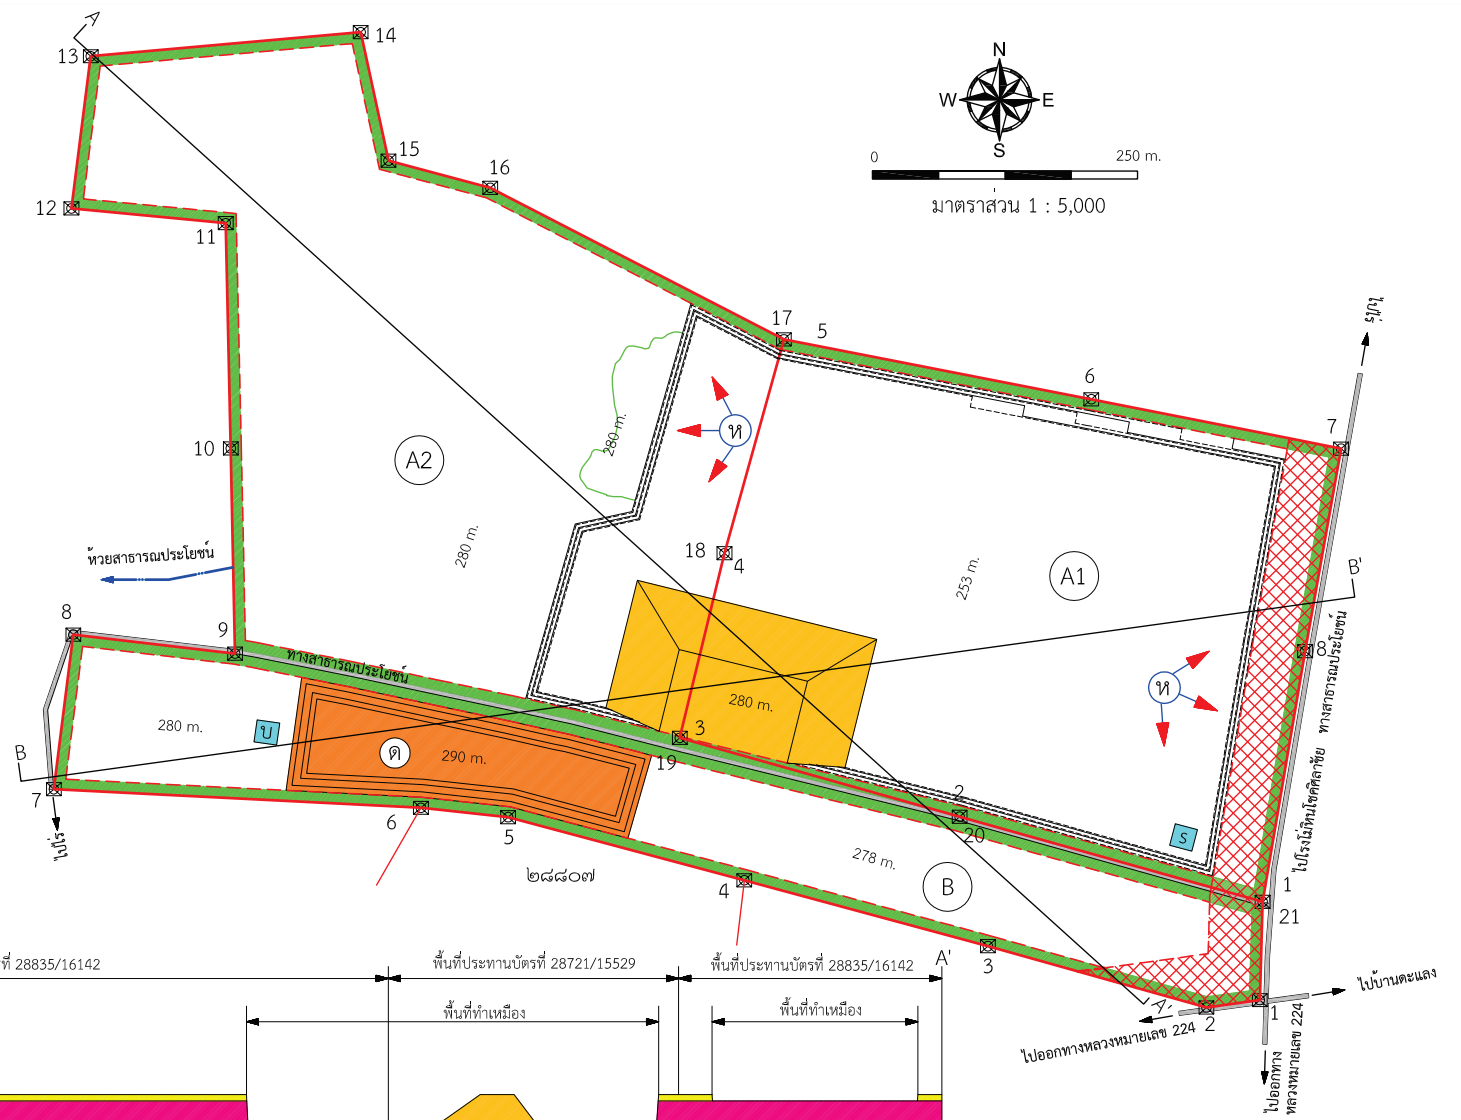 A
13
14
15
16
12
11
N
W
E
S
0
250 m.
มาตราส่วน 1 : 5,000
ไปไร่
17
5
6
7
280 m.
ห
10
A2
280 m.
18
4
253 m.
A1
B'
ห้วยสาธารณประโยชน์
8
9
ทางสาธารณประโยชน์
8
ทางสาธารณประโยชน์
ไปโรงโม่หินโชคศิลาชัย
ห
280 m.
บ
B
280 m.
3
ด
290 m.
19
7
ไปไร่
6
5
2
20
ร
278 m.
๒๘๘๐๗
4
B
1
21
A'
3
A'
2
1
ไปบ้านตะแลง
ไปออกทางหลวงหมายเลข 224
ไปออกทาง
หลวงหมายเลข 224
ที่ 28835/16142
พื้นที่ประทานบัตรที่ 28721/15529
พื้นที่ประทานบัตรที่ 28835/16142
พื้นที่ทำเหมือง
พื้นที่ทำเหมือง